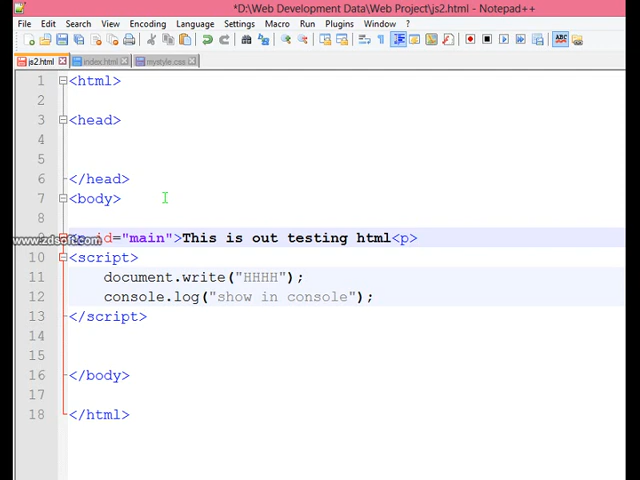 *D:\Web Development Data\Web Project\js2.html - Notepad++
File Edit Search View Encoding Language Settings Macro Run Plugins Window ?
js2.html index.html mystyle.css
1 <html>
2
3 <head>
4
5
6 </head>
7 <body>
8
www.zdsoft.com id="main">This is out testing html<p>
10 <script>
11 document.write("HHHH");
12 console.log("show in console");
13 </script>
14
15
16 </body>
17
18 </html>